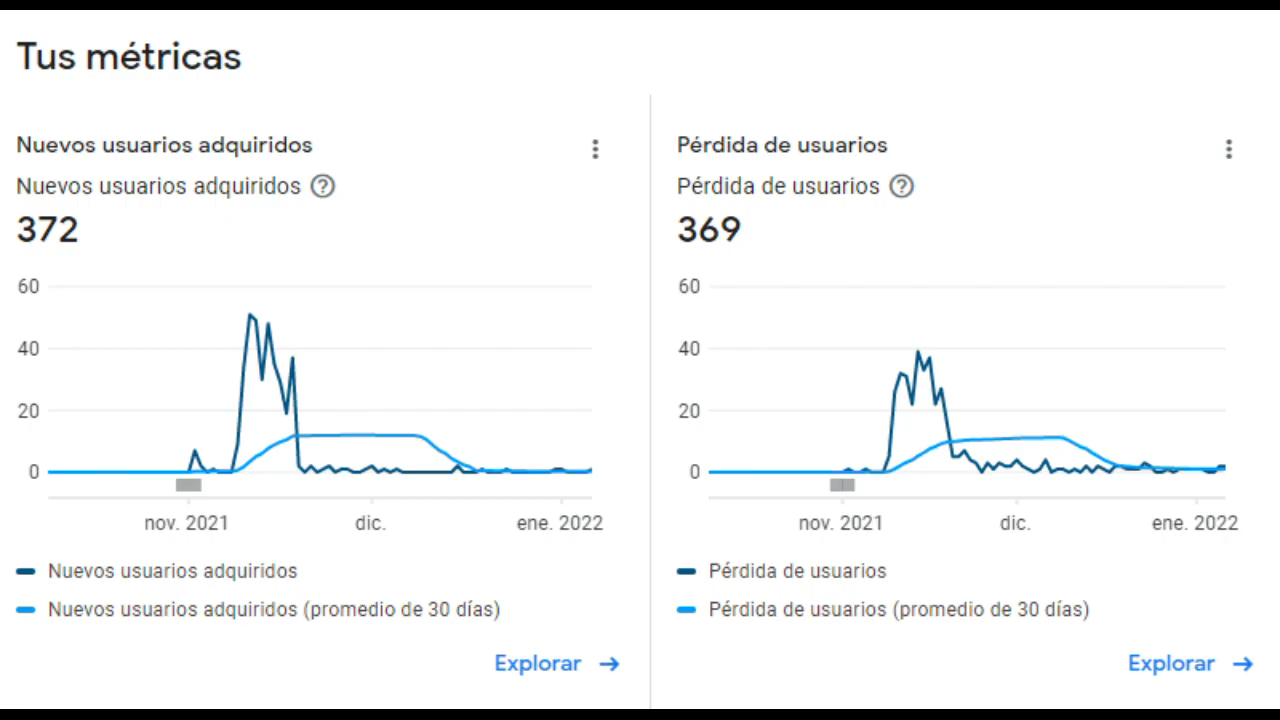 Tus métricas
Nuevos usuarios adquiridos
Nuevos usuarios adquiridos ?
372
60
40
20
0
nov. 2021 dic. ene. 2022
Nuevos usuarios adquiridos
Nuevos usuarios adquiridos (promedio de 30 días)
Explorar →
Pérdida de usuarios
Pérdida de usuarios ?
369
60
40
20
0
nov. 2021 dic. ene. 2022
Pérdida de usuarios
Pérdida de usuarios (promedio de 30 días)
Explorar →